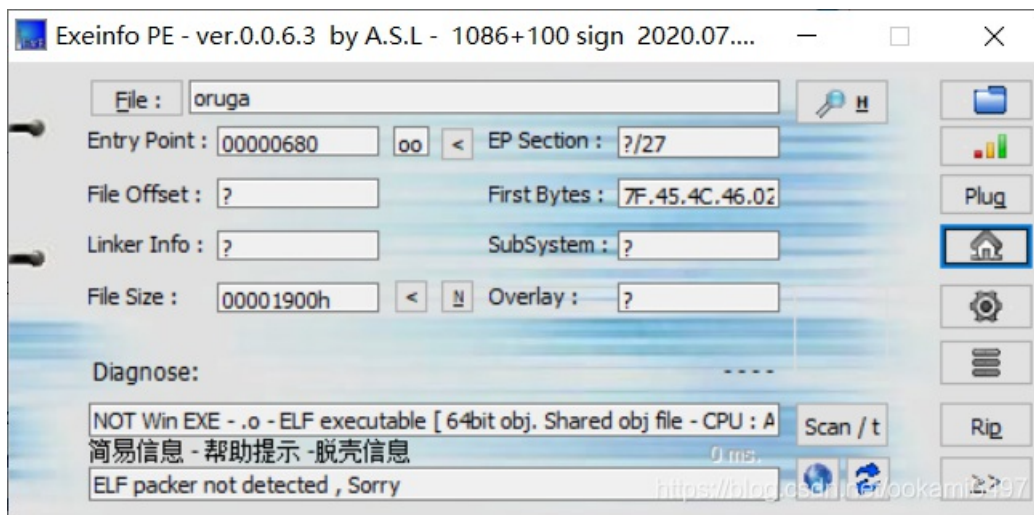 Exeinfo PE - ver.0.0.6.3 by A.S.L - 1086+100 sign 2020.07....
File : oruga H
Entry Point : 00000680 oo < EP Section : ?/27
File Offset : ? First Bytes : 7F.45.4C.46.02 Plug
Linker Info : ? SubSystem : ?
File Size : 00001900h < N Overlay : ?
Diagnose: ----
NOT Win EXE - .o - ELF executable [ 64bit obj. Shared obj file - CPU : A Scan / t Rip
简易信息 - 帮助提示 -脱壳信息 0 ms.
ELF packer not detected , Sorry >>